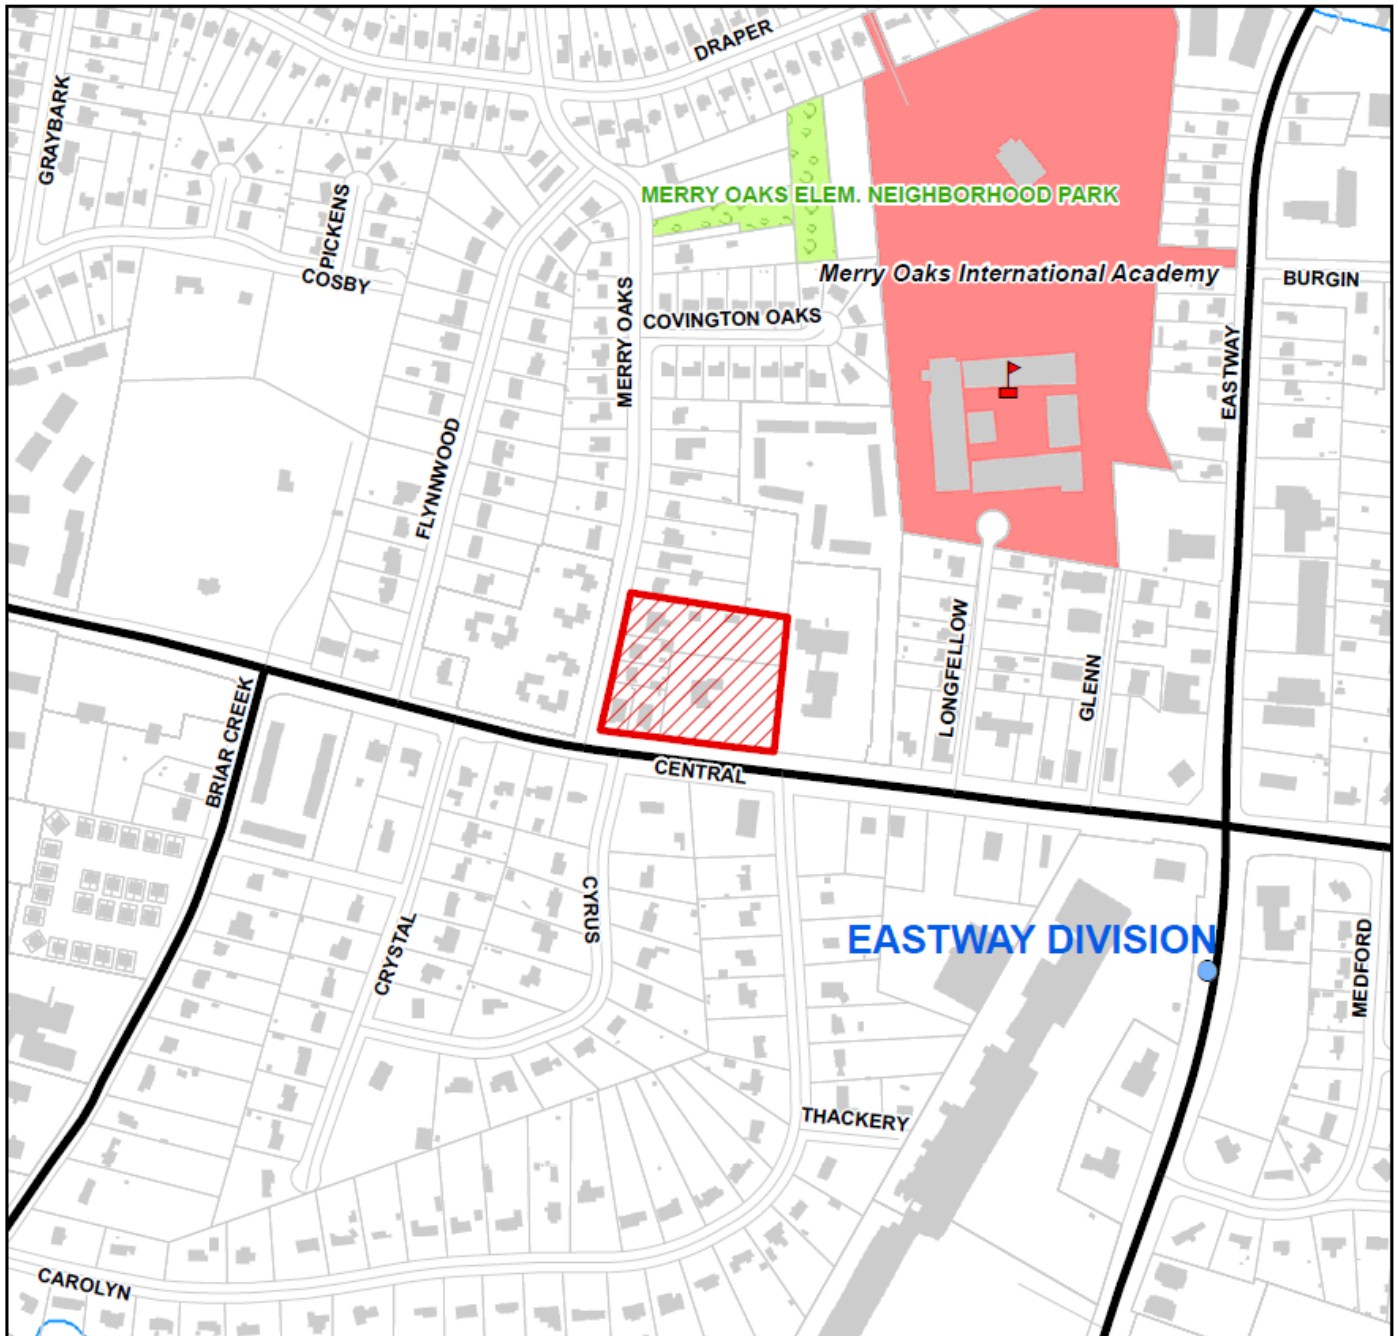 DRAPER
GRAYBARK
MERRY OAKS ELEM. NEIGHBORHOOD PARK
PICKENS
COSBY
Merry Oaks International Academy
BURGIN
MERRY OAKS
COVINGTON OAKS
EASTWAY
FLYNNWOOD
LONGFELLOW
GLENN
BRIAR CREEK
CENTRAL
CYRUS
CRYSTAL
EASTWAY DIVISION
MEDFORD
THACKERY
CAROLYN